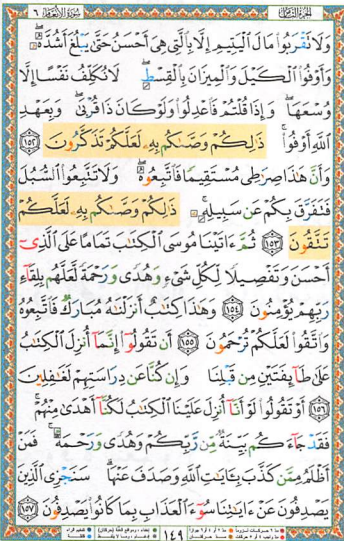 الجزء الثامن
سورة الأنعام ٦
وَلَا تَقْرَبُوا۟ مَالَ ٱلْيَتِيمِ إِلَّا بِٱلَّتِى هِىَ أَحْسَنُ حَتَّىٰ يَبْلُغَ أَشُدَّهُۥ
وَأَوْفُوا۟ ٱلْكَيْلَ وَٱلْمِيزَانَ بِٱلْقِسْطِ لَا نُكَلِّفُ نَفْسًا إِلَّا
وُسْعَهَا وَإِذَا قُلْتُمْ فَٱعْدِلُوا۟ وَلَوْ كَانَ ذَا قُرْبَىٰ وَبِعَهْدِ
ٱللَّهِ أَوْفُوا۟ ذَٰلِكُمْ وَصَّىٰكُم بِهِۦ لَعَلَّكُمْ تَذَكَّرُونَ ١٥٢
وَأَنَّ هَٰذَا صِرَٰطِى مُسْتَقِيمًا فَٱتَّبِعُوهُ وَلَا تَتَّبِعُوا۟ ٱلسُّبُلَ
فَتَفَرَّقَ بِكُمْ عَن سَبِيلِهِۦ ذَٰلِكُمْ وَصَّىٰكُم بِهِۦ لَعَلَّكُمْ
تَتَّقُونَ ١٥٣ ثُمَّ ءَاتَيْنَا مُوسَى ٱلْكِتَٰبَ تَمَامًا عَلَى ٱلَّذِىٓ
أَحْسَنَ وَتَفْصِيلًا لِّكُلِّ شَىْءٍ وَهُدًى وَرَحْمَةً لَّعَلَّهُم بِلِقَآءِ
رَبِّهِمْ يُؤْمِنُونَ ١٥٤ وَهَٰذَا كِتَٰبٌ أَنزَلْنَٰهُ مُبَارَكٌ فَٱتَّبِعُوهُ
وَٱتَّقُوا۟ لَعَلَّكُمْ تُرْحَمُونَ ١٥٥ أَن تَقُولُوٓا۟ إِنَّمَآ أُنزِلَ ٱلْكِتَٰبُ
عَلَىٰ طَآئِفَتَيْنِ مِن قَبْلِنَا وَإِن كُنَّا عَن دِرَاسَتِهِمْ لَغَٰفِلِينَ
١٥٦ أَوْ تَقُولُوا۟ لَوْ أَنَّآ أُنزِلَ عَلَيْنَا ٱلْكِتَٰبُ لَكُنَّآ أَهْدَىٰ مِنْهُمْ
فَقَدْ جَآءَكُم بَيِّنَةٌ مِّن رَّبِّكُمْ وَهُدًى وَرَحْمَةٌ فَمَنْ
أَظْلَمُ مِمَّن كَذَّبَ بِـَٔايَٰتِ ٱللَّهِ وَصَدَفَ عَنْهَا سَنَجْزِى ٱلَّذِينَ
يَصْدِفُونَ عَنْ ءَايَٰتِنَا سُوٓءَ ٱلْعَذَابِ بِمَا كَانُوا۟ يَصْدِفُونَ ١٥٧
١٤٩